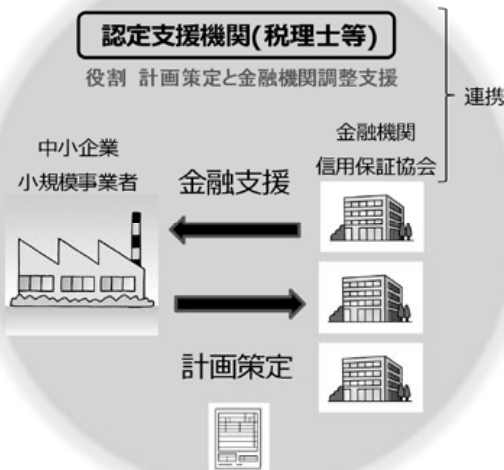 認定支援機関(税理士等)
役割 計画策定と金融機関調整支援
連携
中小企業
小規模事業者
金融支援
金融機関
信用保証協会
計画策定